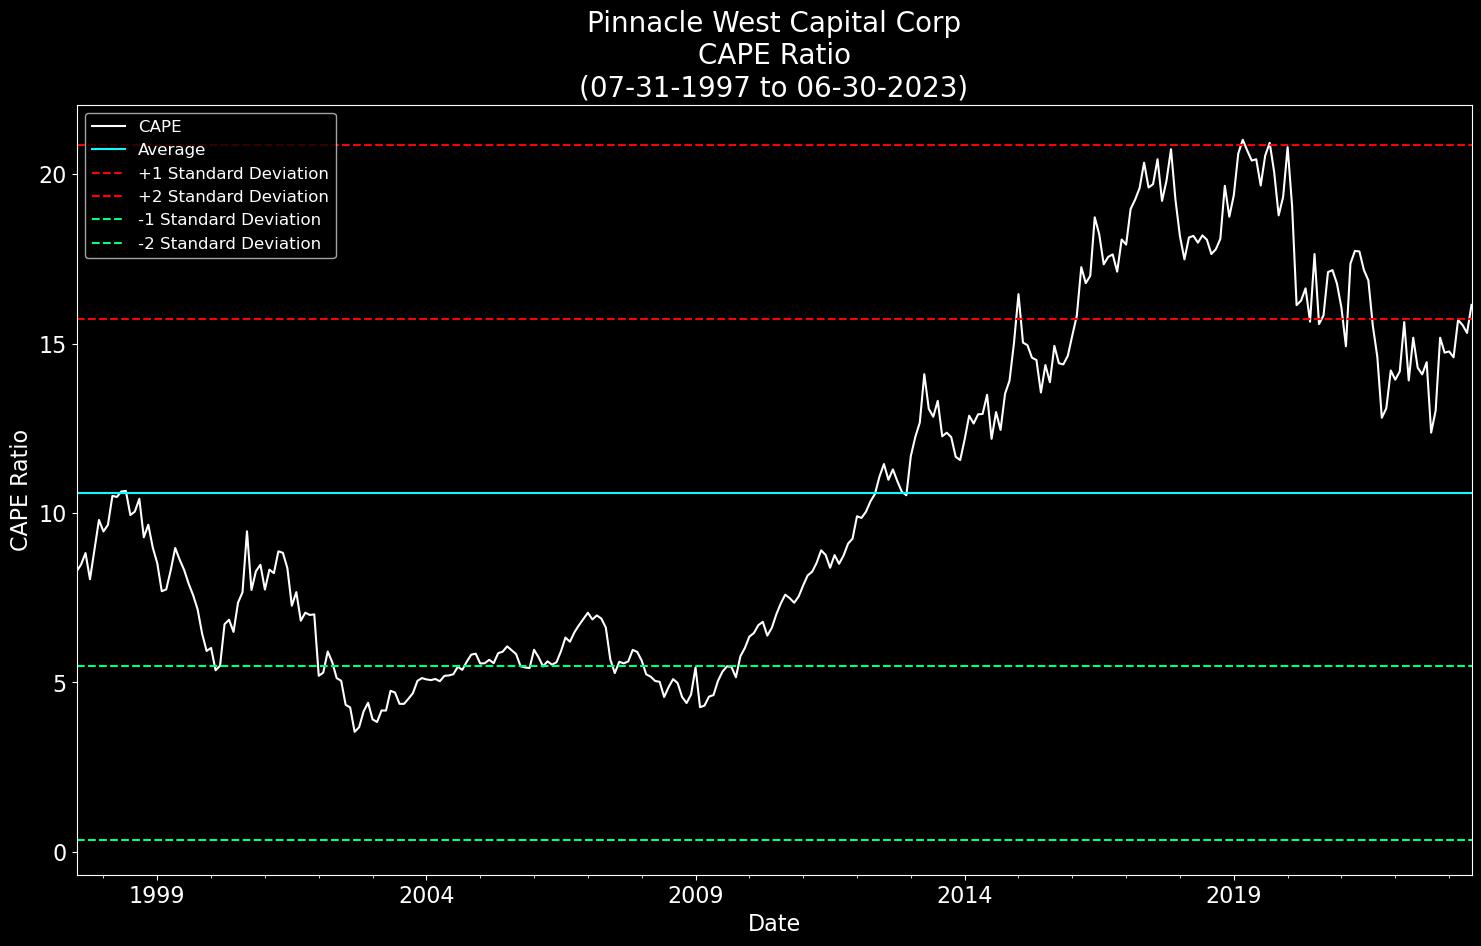 Pinnacle West Capital Corp
CAPE Ratio
(07-31-1997 to 06-30-2023)
CAPE
Average
+1 Standard Deviation
+2 Standard Deviation
-1 Standard Deviation
-2 Standard Deviation
CAPE Ratio
20
15
10
5
0
1999 2004 2009 2014 2019
Date